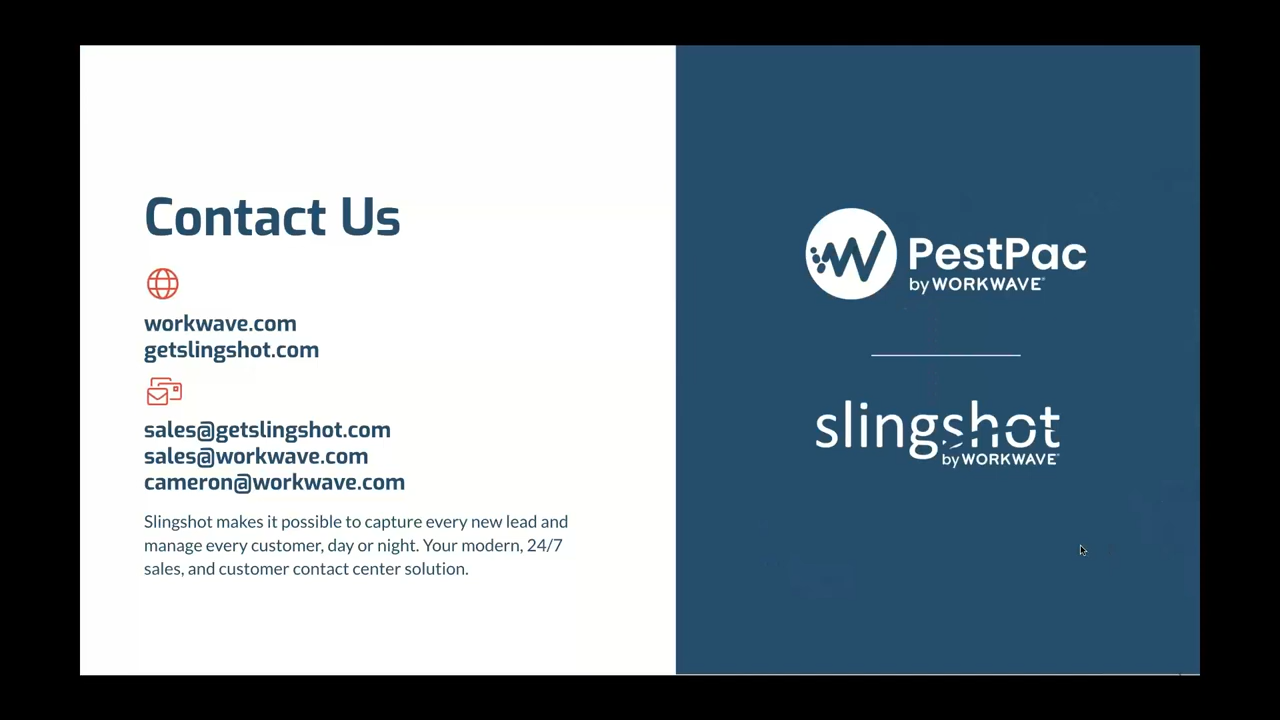 Contact Us
workwave.com
getslingshot.com
sales@getslingshot.com
sales@workwave.com
cameron@workwave.com
Slingshot makes it possible to capture every new lead and
manage every customer, day or night. Your modern, 24/7
sales, and customer contact center solution.
PestPac
by WORKWAVE
slingshot
by WORKWAVE